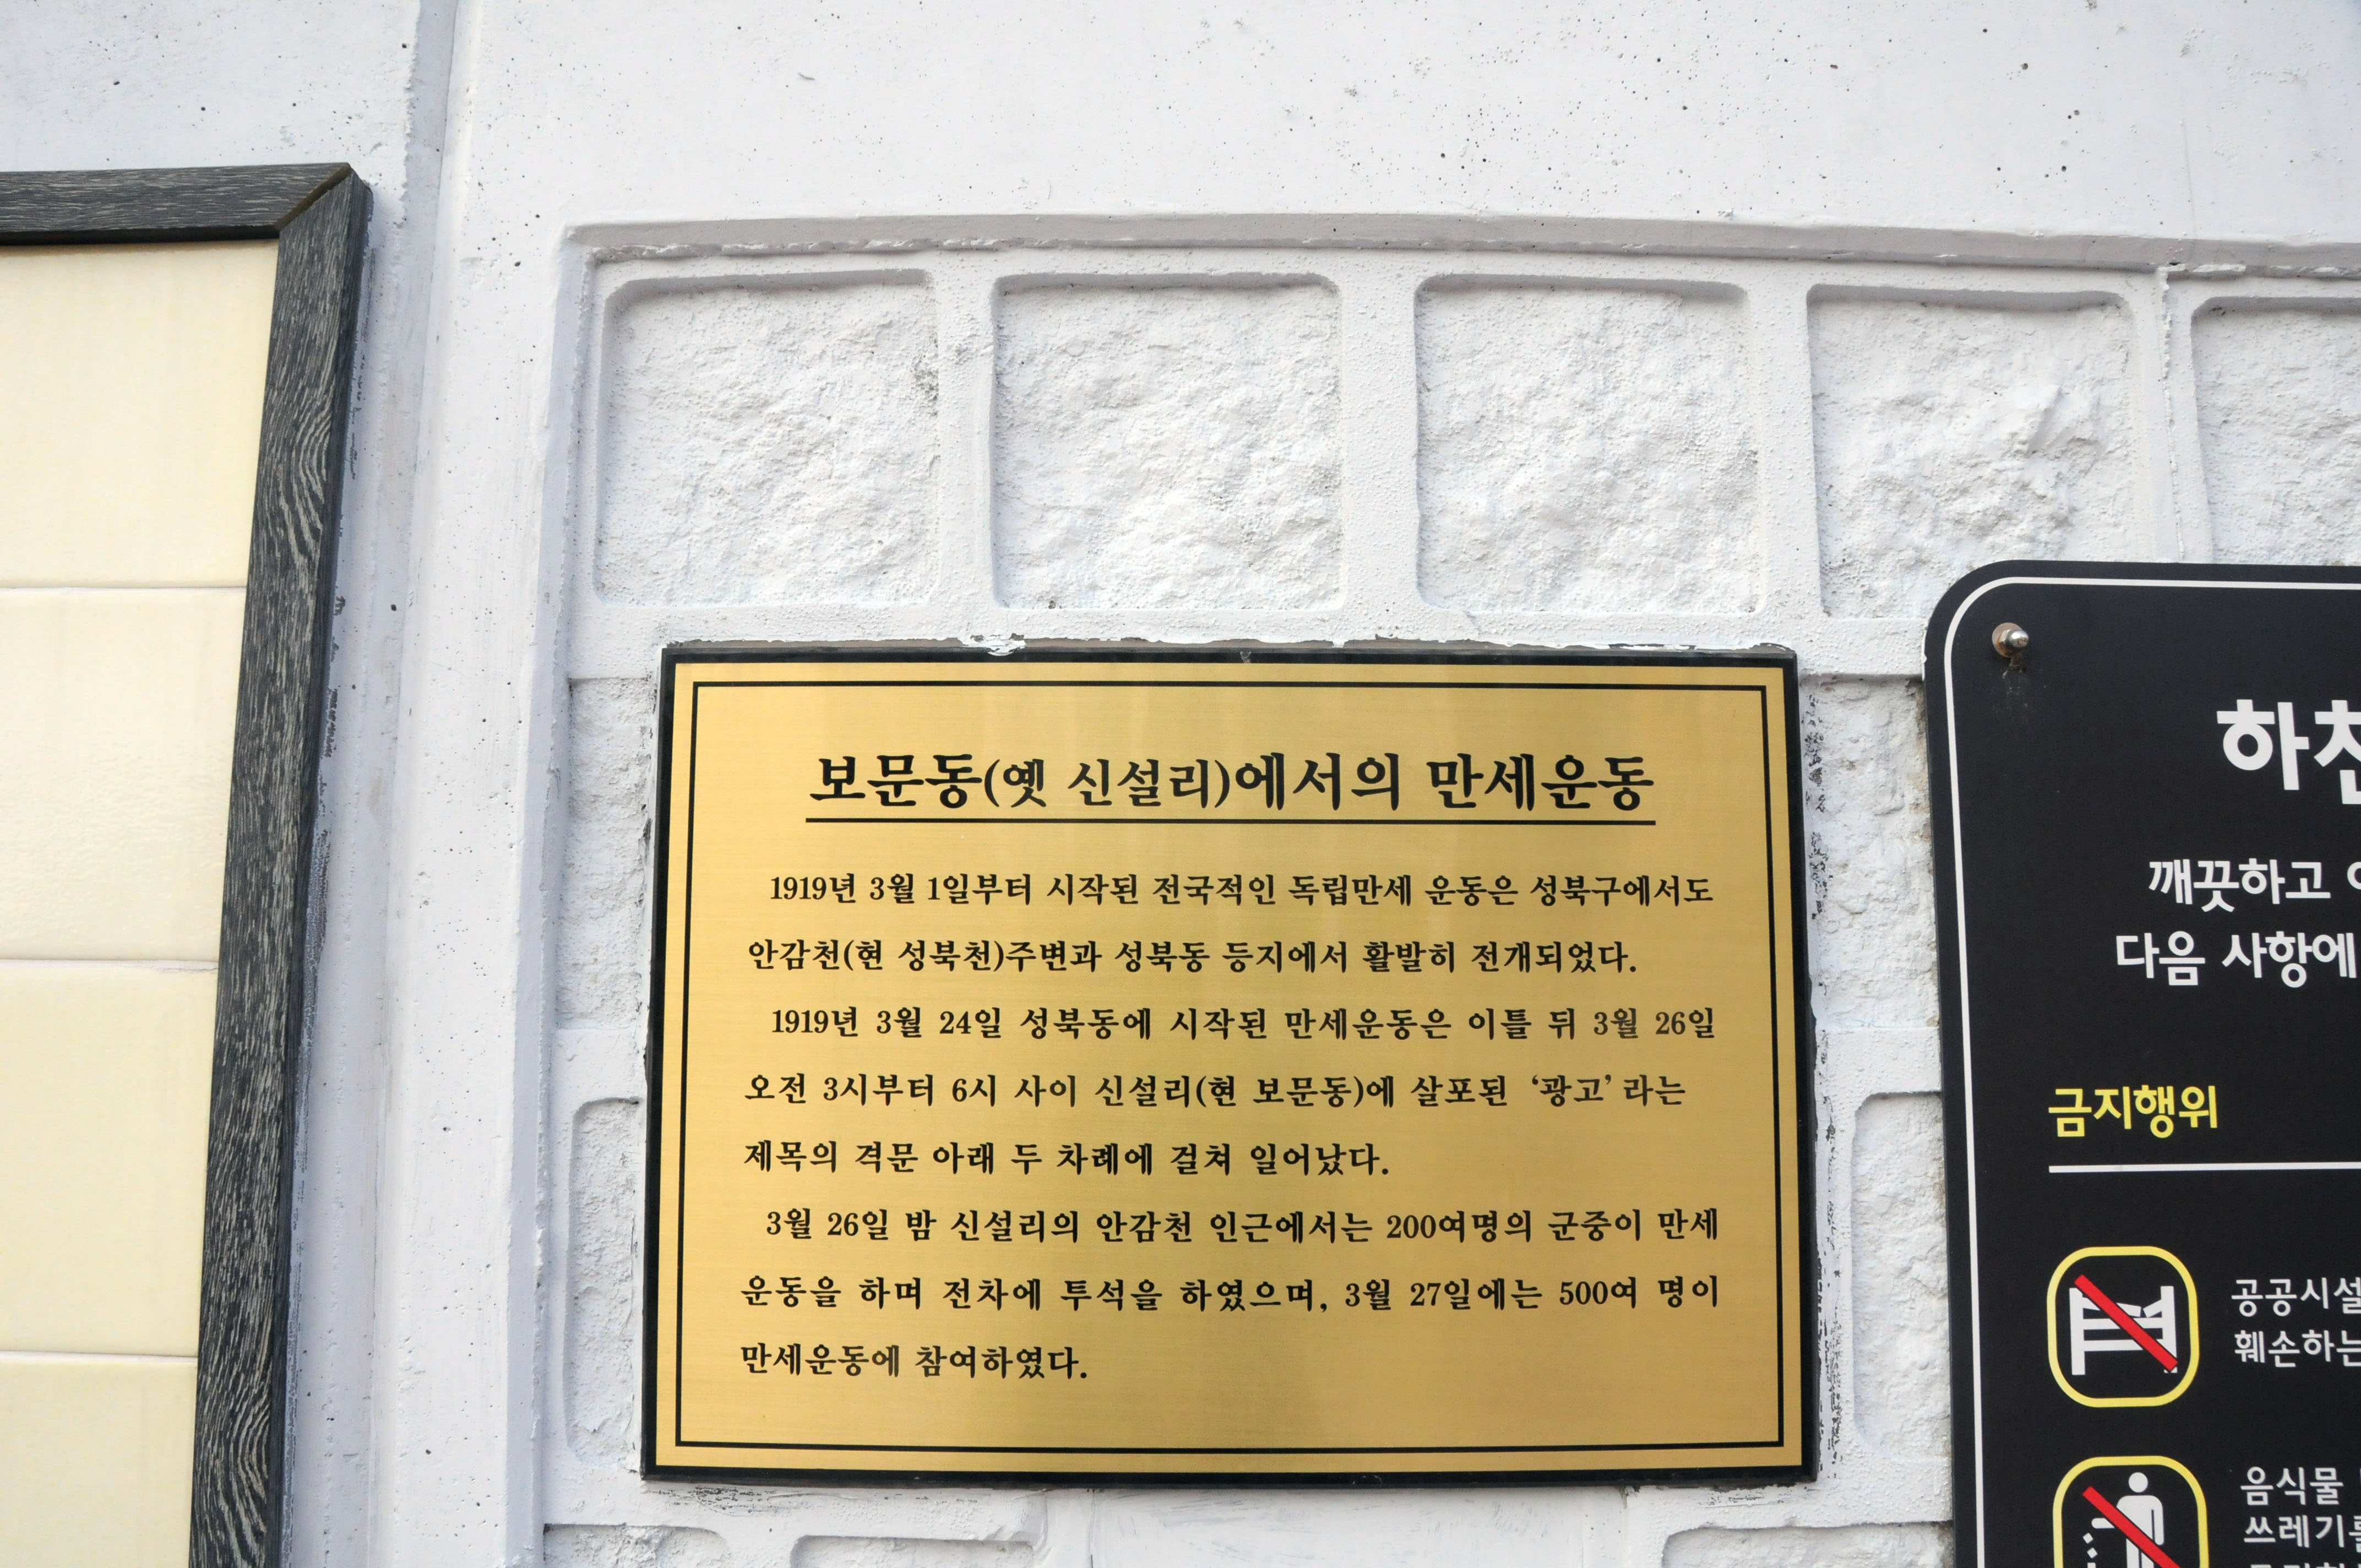 보문동(옛 신설리)에서의 만세운동
1919년 3월 1일부터 시작된 전국적인 독립만세 운동은 성북구에서도
안감천(현 성북천)주변과 성북동 등지에서 활발히 전개되었다.
1919년 3월 24일 성북동에 시작된 만세운동은 이틀 뒤 3월 26일
오전 3시부터 6시 사이 신설리(현 보문동)에 살포된 ‘광고’ 라는
제목의 격문 아래 두 차례에 걸쳐 일어났다.
3월 26일 밤 신설리의 안감천 인근에서는 200여명의 군중이 만세
운동을 하며 전차에 투석을 하였으며, 3월 27일에는 500여 명이
만세운동에 참여하였다.
깨끗하고
다음 사항에
금지행위
공공시설
훼손하는
음식물
쓰레기를